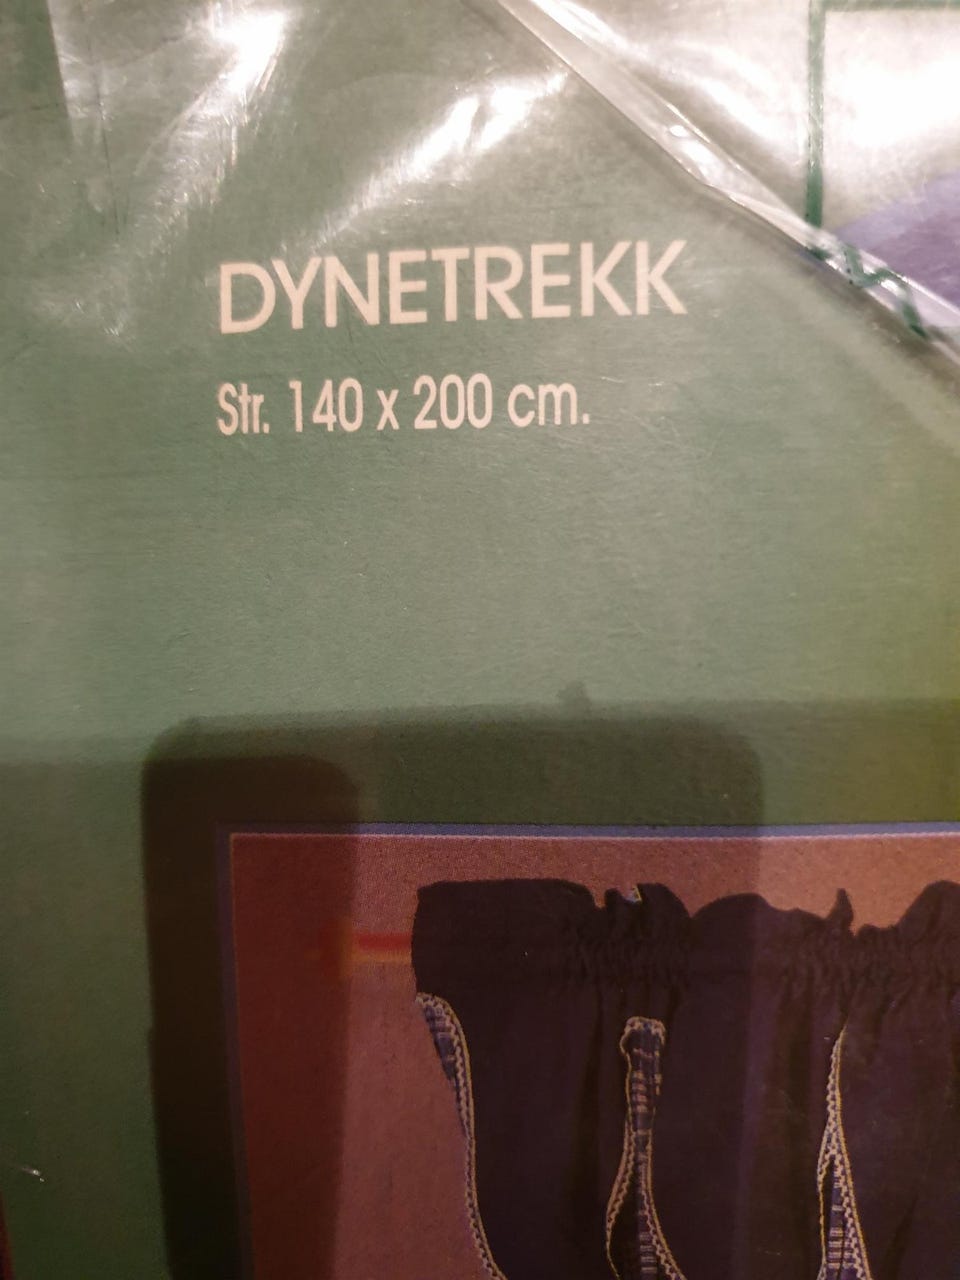 DYNETREKK
Str. 140 x 200 cm.